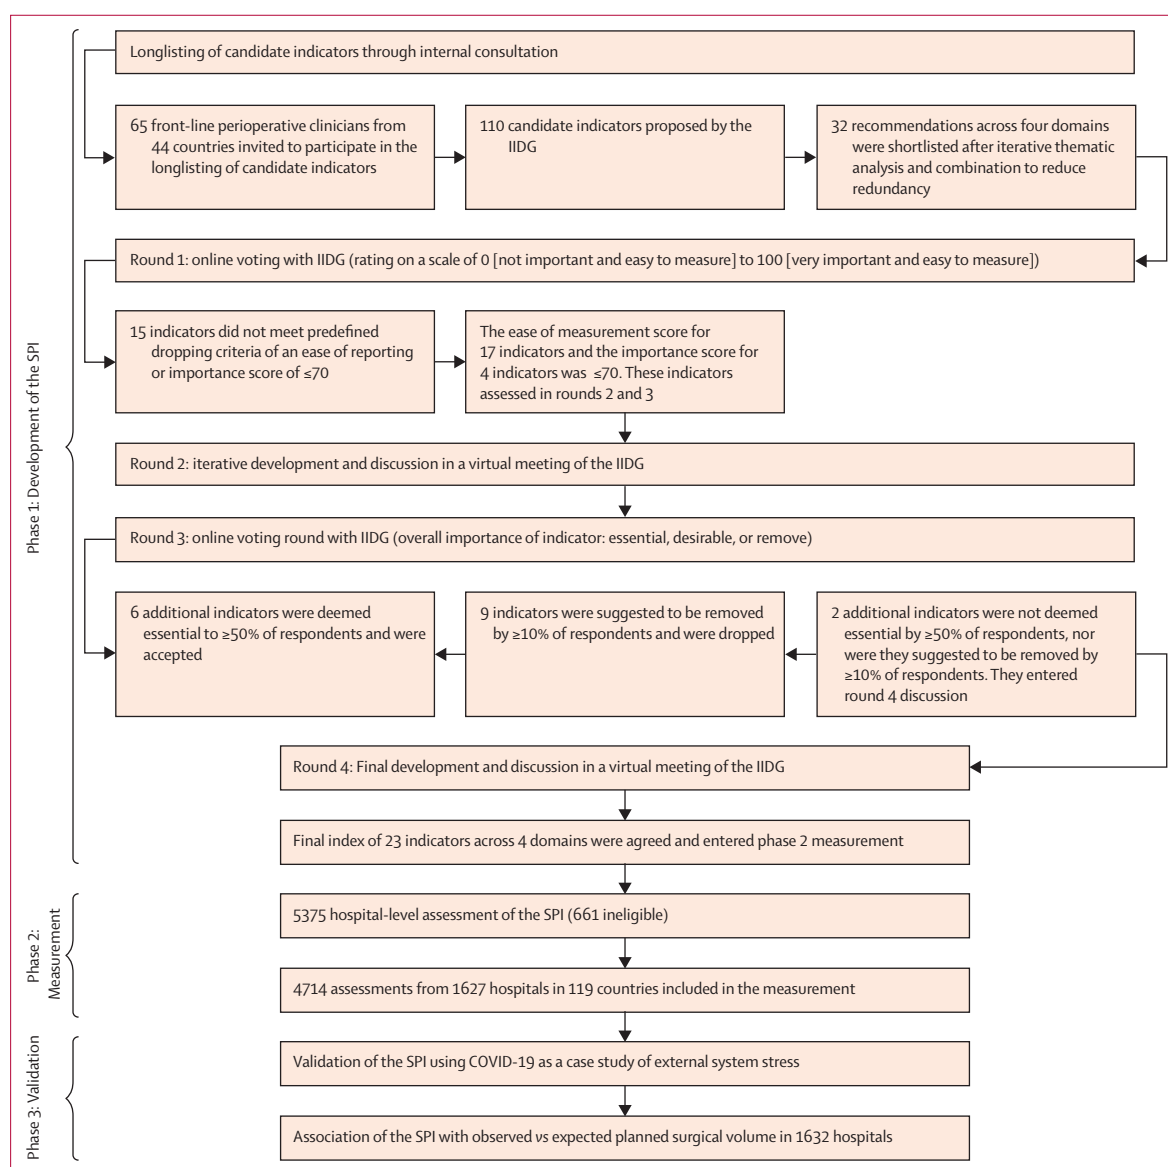 Phase 1: Development of the SPI
Longlisting of candidate indicators through internal consultation
65 front-line perioperative clinicians from
44 countries invited to participate in the
longlisting of candidate indicators
110 candidate indicators proposed by the
IIDG
32 recommendations across four domains
were shortlisted after iterative thematic
analysis and combination to reduce
redundancy
Round 1: online voting with IIDG (rating on a scale of 0 [not important and easy to measure] to 100 [very important and easy to measure])
15 indicators did not meet predefined
dropping criteria of an ease of reporting
or importance score of ≤70
The ease of measurement score for
17 indicators and the importance score for
4 indicators was ≤70. These indicators
assessed in rounds 2 and 3
Round 2: iterative development and discussion in a virtual meeting of the IIDG
Round 3: online voting round with IIDG (overall importance of indicator: essential, desirable, or remove)
6 additional indicators were deemed
essential to ≥50% of respondents and were
accepted
9 indicators were suggested to be removed
by ≥10% of respondents and were dropped
2 additional indicators were not deemed
essential by ≥50% of respondents, nor
were they suggested to be removed by
≥10% of respondents. They entered
round 4 discussion
Round 4: Final development and discussion in a virtual meeting of the IIDG
Final index of 23 indicators across 4 domains were agreed and entered phase 2 measurement
Phase 2:
Measurement
5375 hospital-level assessment of the SPI (661 ineligible)
4714 assessments from 1627 hospitals in 119 countries included in the measurement
Phase 3: Validation
Validation of the SPI using COVID-19 as a case study of external system stress
Association of the SPI with observed vs expected planned surgical volume in 1632 hospitals